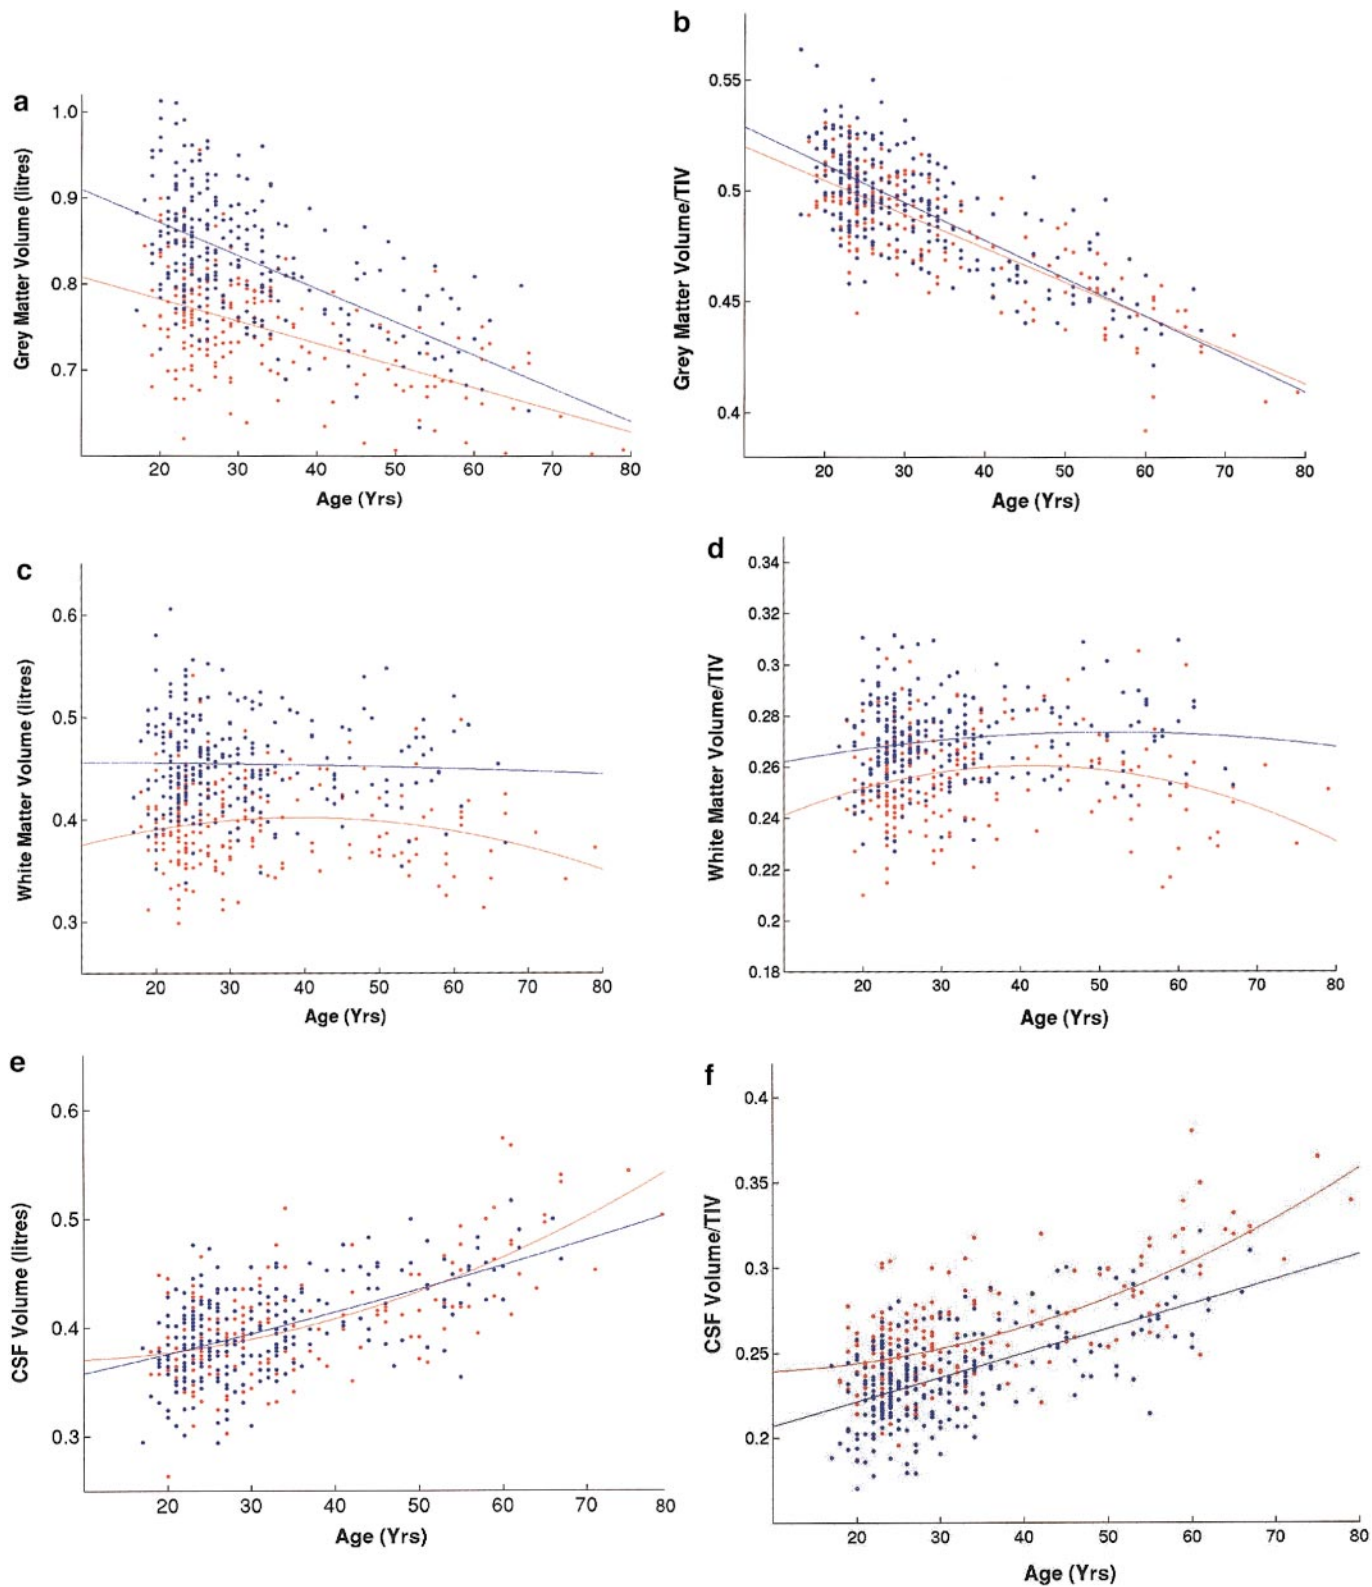 a
Grey Matter Volume (litres)
1.0
0.9
0.8
0.7
20 30 40 50 60 70 80
Age (Yrs)
b
Grey Matter Volume/TIV
0.55
0.5
0.45
0.4
20 30 40 50 60 70 80
Age (Yrs)
c
White Matter Volume (litres)
0.6
0.5
0.4
0.3
20 30 40 50 60 70 80
Age (Yrs)
d
White Matter Volume/TIV
0.34
0.32
0.3
0.28
0.26
0.24
0.22
0.2
0.18
20 30 40 50 60 70 80
Age (Yrs)
e
CSF Volume (litres)
0.6
0.5
0.4
0.3
20 30 40 50 60 70 80
Age (Yrs)
f
CSF Volume/TIV
0.4
0.35
0.3
0.25
0.2
20 30 40 50 60 70 80
Age (Yrs)